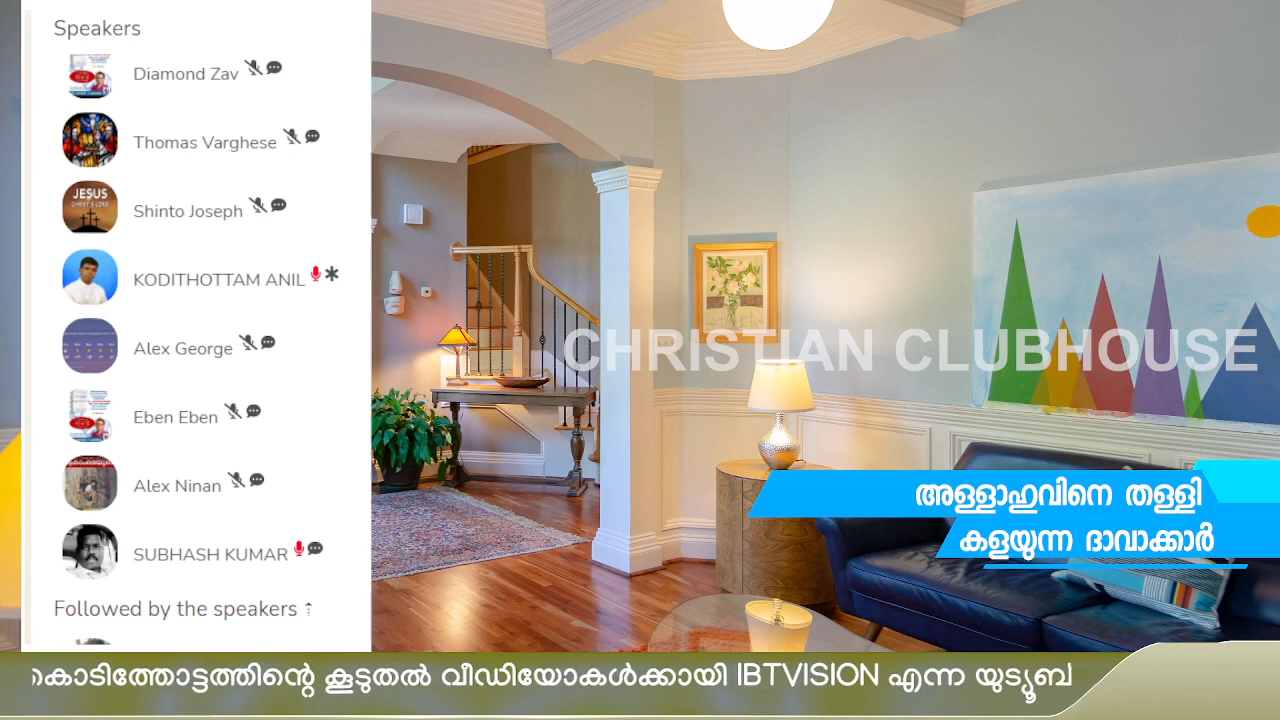 Speakers
Diamond Zav
Thomas Varghese
JESUS
Shinto Joseph
KODITHOTTAM ANIL
Alex George
Eben Eben
Alex Ninan
SUBHASH KUMAR
Followed by the speakers
CHRISTIAN CLUBHOUSE
അള്ളാഹുവിനെ തള്ളി
കളയുന്ന ദാവാക്കാർ
കൊടിത്തോട്ടത്തിന്റെ കൂടുതൽ വീഡിയോകൾക്കായി IBTVISION എന്ന യുട്യൂബ്